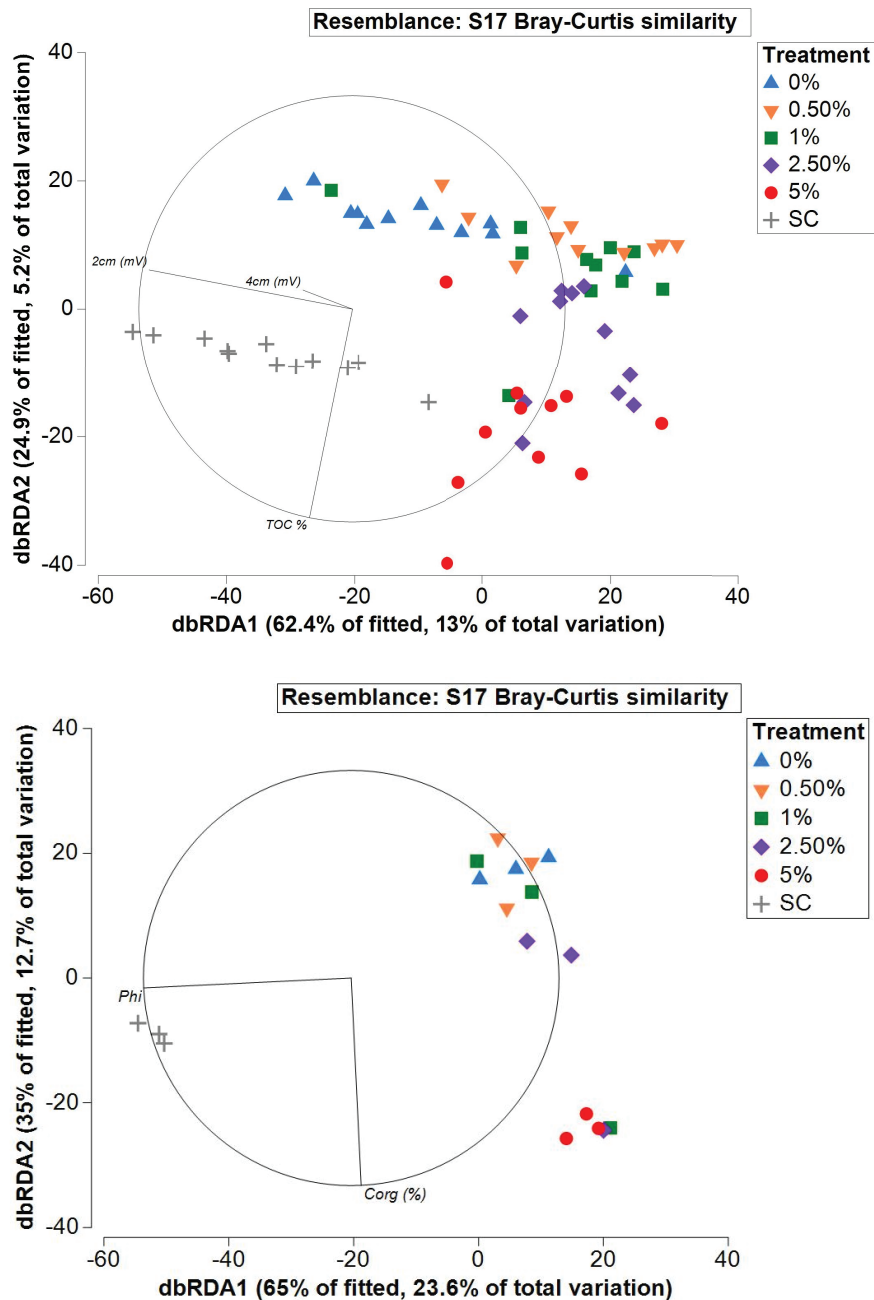 Resemblance: S17 Bray-Curtis similarity
Treatment
0%
0.50%
1%
2.50%
5%
SC
40
20
0
-20
-40
dbRDA2 (24.9% of fitted, 5.2% of total variation)
2cm (mV)
4cm (mV)
TOC %
-60
-40
-20
0
20
40
dbRDA1 (62.4% of fitted, 13% of total variation)
Resemblance: S17 Bray-Curtis similarity
Treatment
0%
0.50%
1%
2.50%
5%
SC
40
20
0
-20
-40
dbRDA2 (35% of fitted, 12.7% of total variation)
Phi
Corg (%)
-60
-40
-20
0
20
40
dbRDA1 (65% of fitted, 23.6% of total variation)